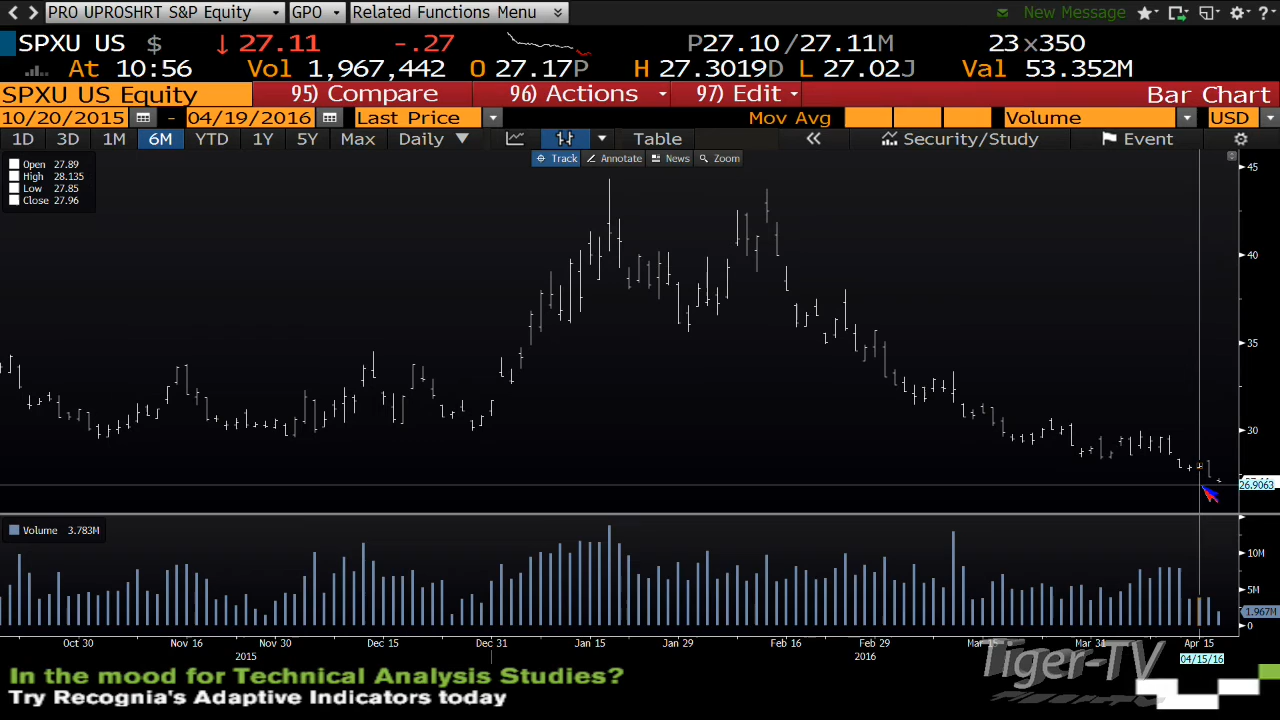 PRO UPROSHRT S&P Equity GPO Related Functions Menu New Message ?
SPXU US $ ↓ 27.11 -.27 P27.10 /27.11M 23×350
At 10:56 Vol 1,967,442 O 27.17P H 27.3019D L 27.02J Val 53.352M
SPXU US Equity 95) Compare 96) Actions 97) Edit Bar Chart
10/20/2015 - 04/19/2016 Last Price Mov Avg Volume USD
1D 3D 1M 6M YTD 1Y 5Y Max Daily Table Security/Study Event
Track Annotate News Zoom
Open 27.89
High 28.135
Low 27.85
Close 27.96
45
40
35
30
26.9063
Volume 3.783M
10M
5M
1.967M
0
Oct 30 Nov 16 Nov 30 Dec 15 Dec 31 Jan 15 Jan 29 Feb 16 Feb 29 Mar 15 Mar 31 Apr 15
2015 2016 04/15/16
In the mood for Technical Analysis Studies?
Try Recognia's Adaptive Indicators today
Tiger-TV